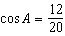 cos A = 12/20